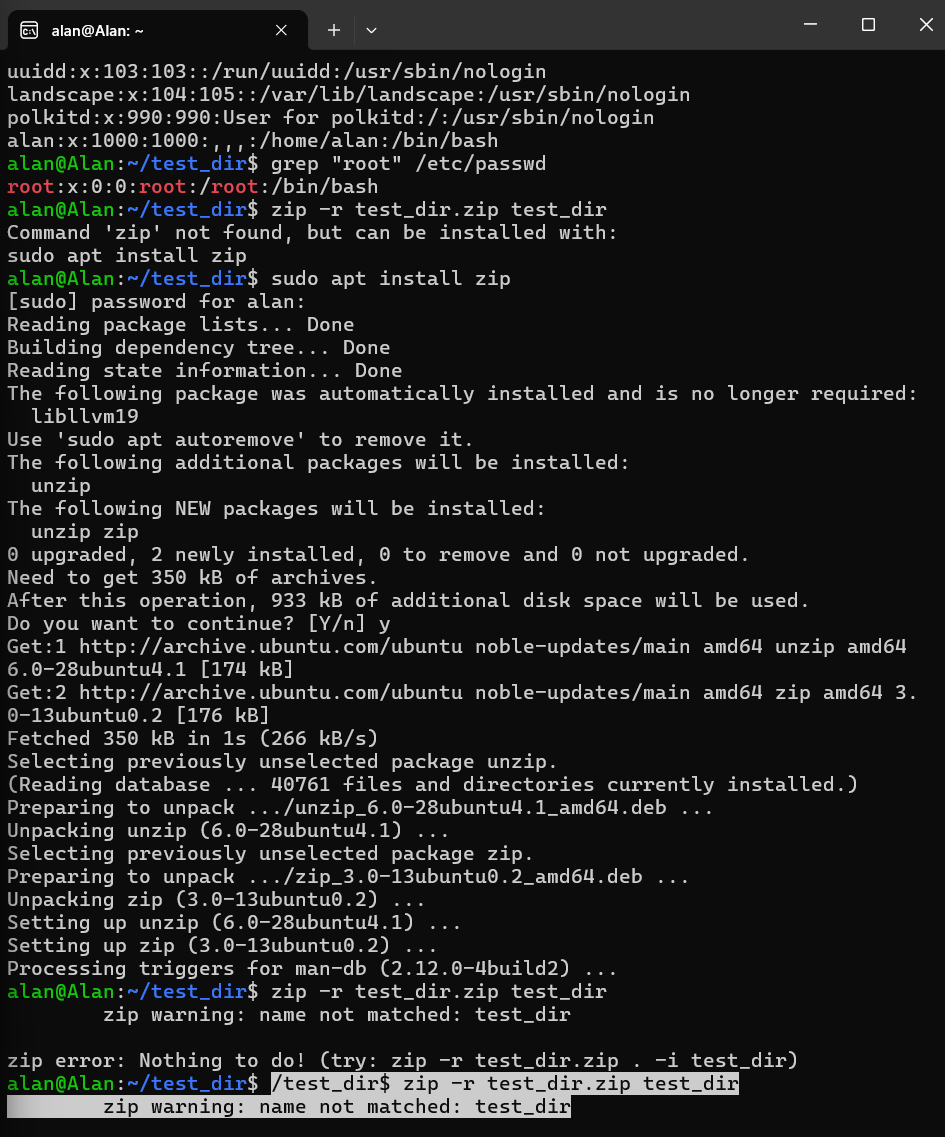 alan@Alan: ~
uuidd:x:103:103::/run/uuidd:/usr/sbin/nologin
landscape:x:104:105::/var/lib/landscape:/usr/sbin/nologin
polkitd:x:990:990:User for polkitd:/:/usr/sbin/nologin
alan:x:1000:1000:,,,:/home/alan:/bin/bash
alan@Alan:~/test_dir$ grep "root" /etc/passwd
root:x:0:0:root:/root:/bin/bash
alan@Alan:~/test_dir$ zip -r test_dir.zip test_dir
Command 'zip' not found, but can be installed with:
sudo apt install zip
alan@Alan:~/test_dir$ sudo apt install zip
[sudo] password for alan:
Reading package lists... Done
Building dependency tree... Done
Reading state information... Done
The following package was automatically installed and is no longer required:
  libllvm19
Use 'sudo apt autoremove' to remove it.
The following additional packages will be installed:
  unzip
The following NEW packages will be installed:
  unzip zip
0 upgraded, 2 newly installed, 0 to remove and 0 not upgraded.
Need to get 350 kB of archives.
After this operation, 933 kB of additional disk space will be used.
Do you want to continue? [Y/n] y
Get:1 http://archive.ubuntu.com/ubuntu noble-updates/main amd64 unzip amd64
6.0-28ubuntu4.1 [174 kB]
Get:2 http://archive.ubuntu.com/ubuntu noble-updates/main amd64 zip amd64 3.
0-13ubuntu0.2 [176 kB]
Fetched 350 kB in 1s (266 kB/s)
Selecting previously unselected package unzip.
(Reading database ... 40761 files and directories currently installed.)
Preparing to unpack .../unzip_6.0-28ubuntu4.1_amd64.deb ...
Unpacking unzip (6.0-28ubuntu4.1) ...
Selecting previously unselected package zip.
Preparing to unpack .../zip_3.0-13ubuntu0.2_amd64.deb ...
Unpacking zip (3.0-13ubuntu0.2) ...
Setting up unzip (6.0-28ubuntu4.1) ...
Setting up zip (3.0-13ubuntu0.2) ...
Processing triggers for man-db (2.12.0-4build2) ...
alan@Alan:~/test_dir$ zip -r test_dir.zip test_dir
        zip warning: name not matched: test_dir

zip error: Nothing to do! (try: zip -r test_dir.zip . -i test_dir)
alan@Alan:~/test_dir$ /test_dir$ zip -r test_dir.zip test_dir
        zip warning: name not matched: test_dir